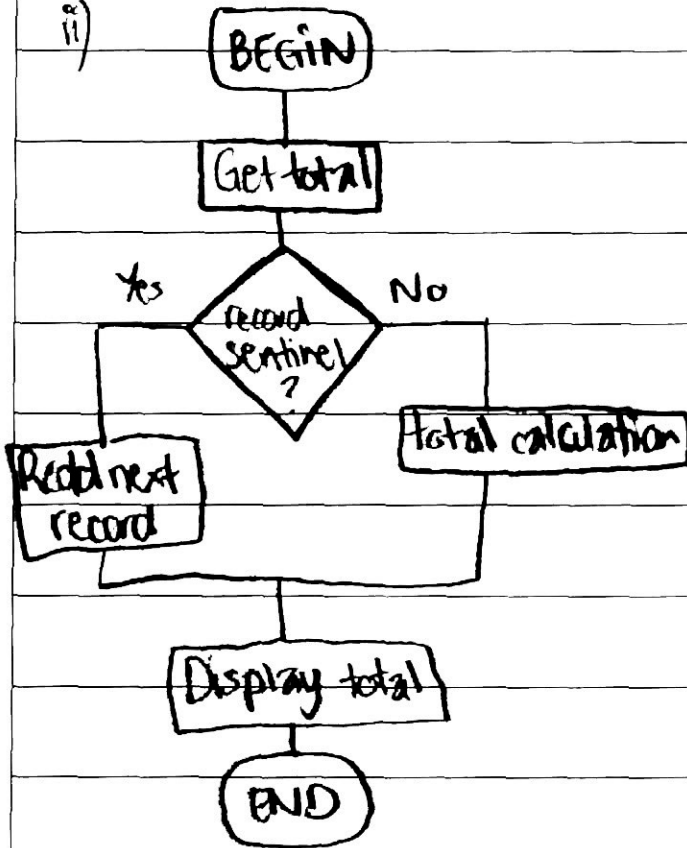 ii)
BEGIN
Get total
Yes
No
record
sentinel
?
total calculation
Read next
record
Display total
END